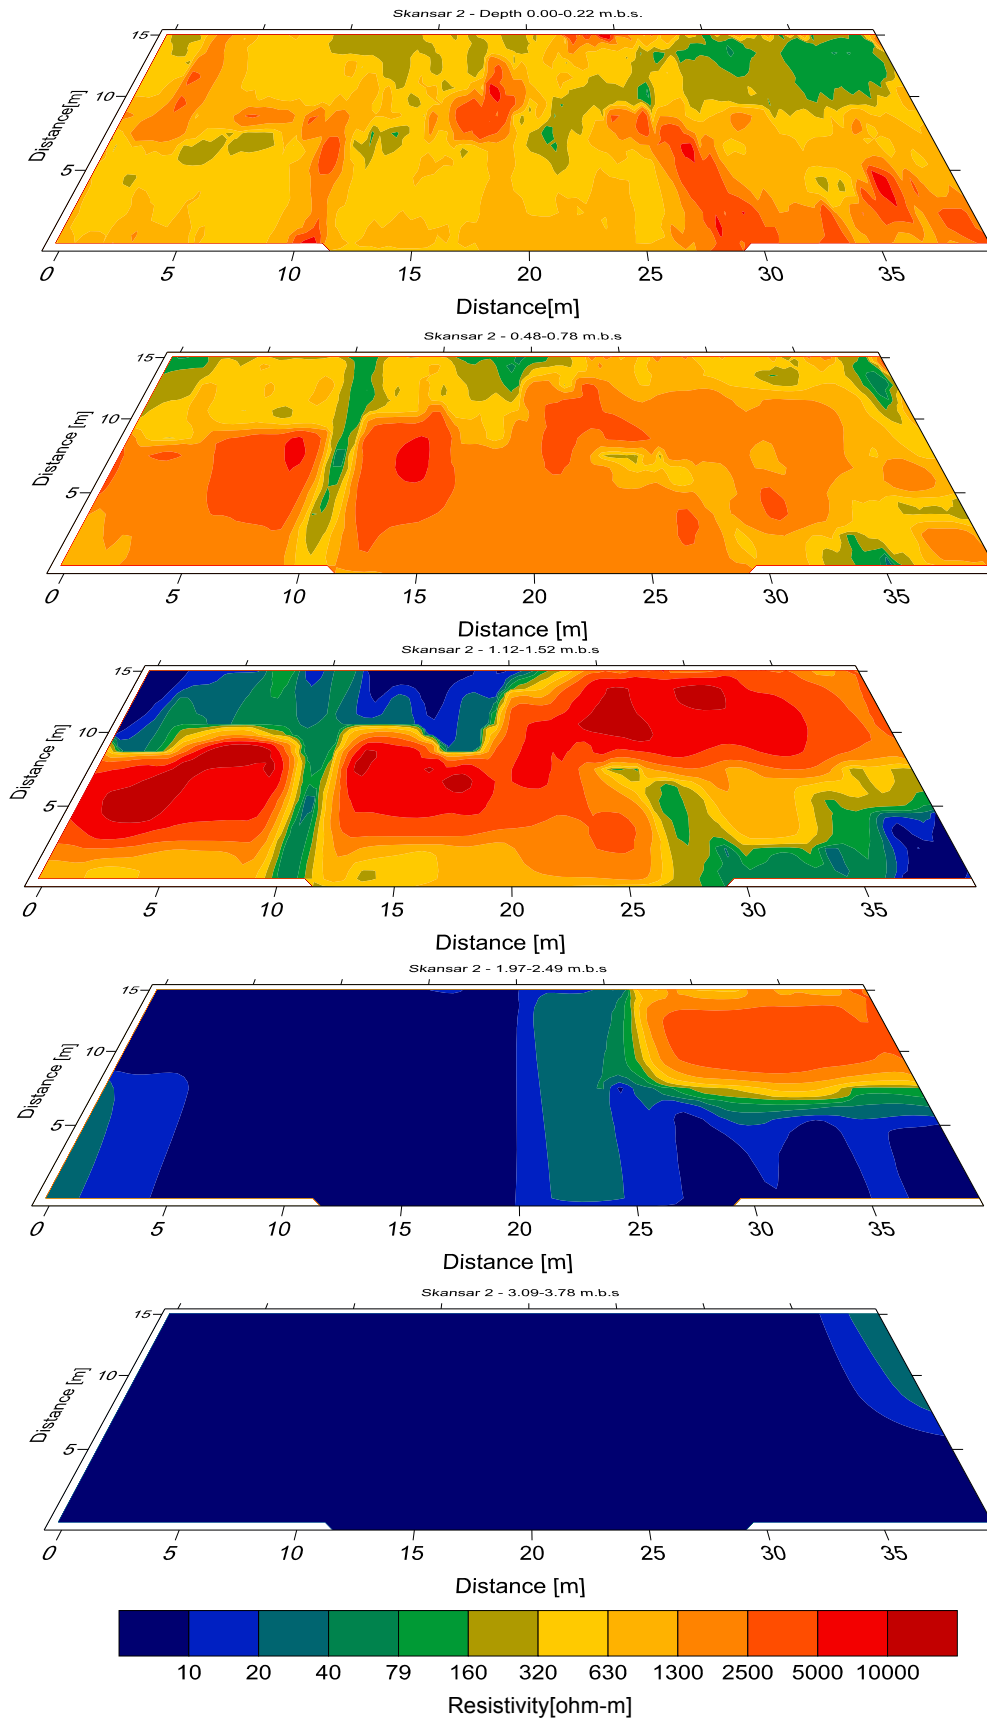 Skansar 2 - Depth 0.00-0.22 m.b.s.
15
10
5
Distance[m]
0 5 10 15 20 25 30 35
Distance[m]
Skansar 2 - 0.48-0.78 m.b.s
15
10
5
Distance [m]
0 5 10 15 20 25 30 35
Distance [m]
Skansar 2 - 1.12-1.52 m.b.s
15
10
5
Distance [m]
0 5 10 15 20 25 30 35
Distance [m]
Skansar 2 - 1.97-2.49 m.b.s
15
10
5
Distance [m]
0 5 10 15 20 25 30 35
Distance [m]
Skansar 2 - 3.09-3.78 m.b.s
15
10
5
Distance [m]
0 5 10 15 20 25 30 35
Distance [m]
10 20 40 79 160 320 630 1300 2500 5000 10000
Resistivity[ohm-m]